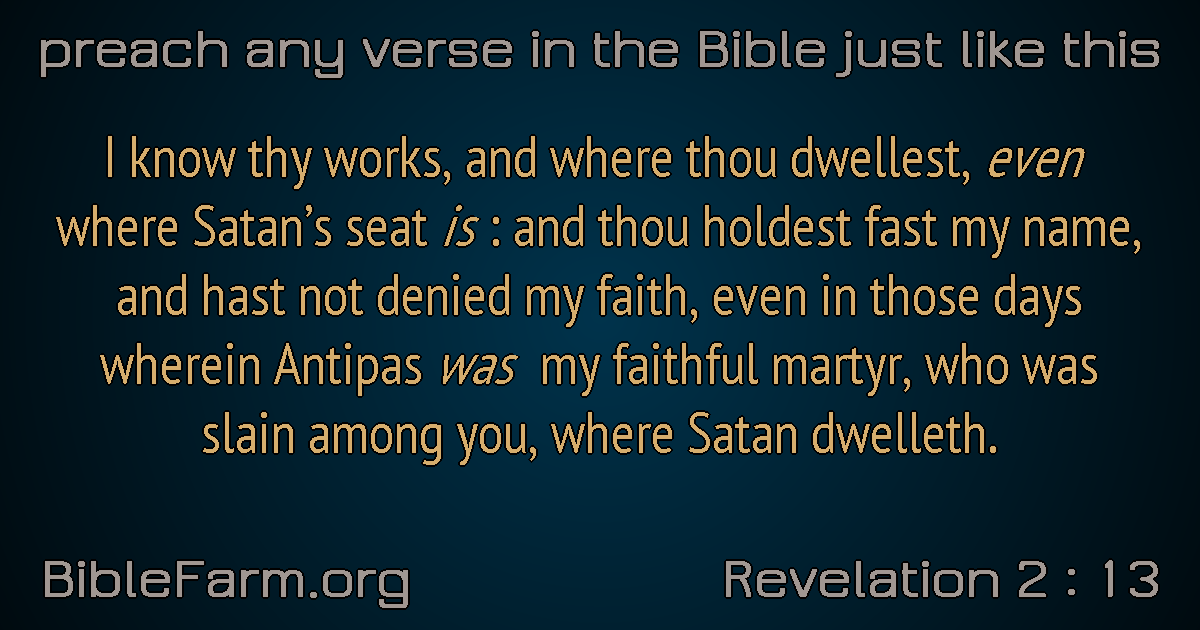 preach any verse in the Bible just like this
I know thy works, and where thou dwellest, even
where Satan’s seat is : and thou holdest fast my name,
and hast not denied my faith, even in those days
wherein Antipas was my faithful martyr, who was
slain among you, where Satan dwelleth.
BibleFarm.org
Revelation 2 : 13